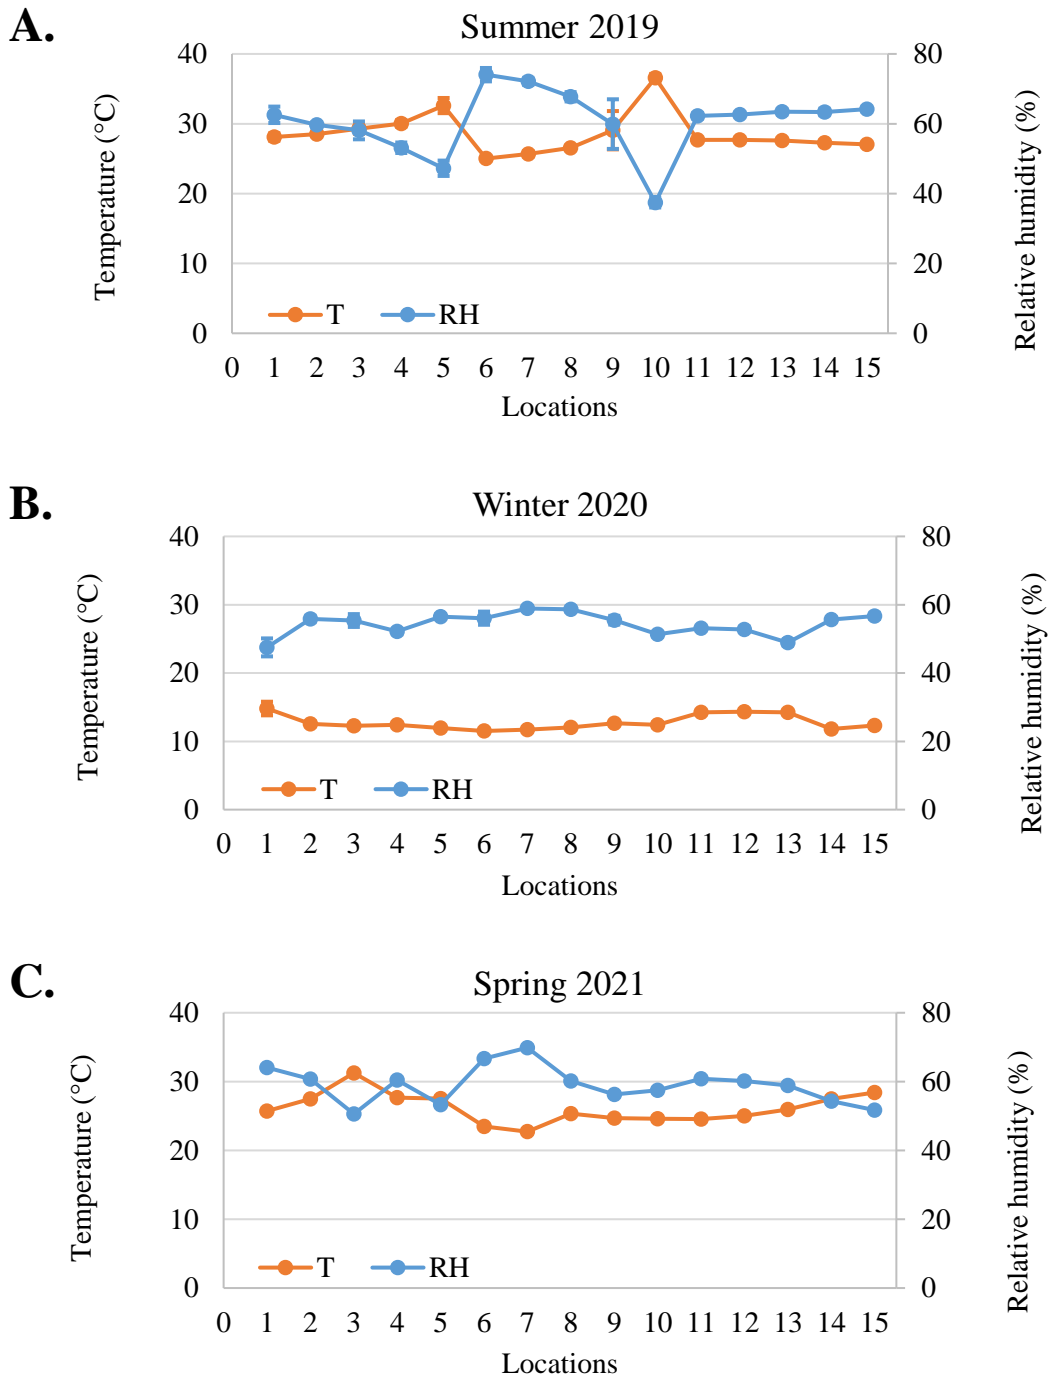 A.
Summer 2019
40
30
20
10
0
80
60
40
20
0
Temperature (°C)
Relative humidity (%)
T
RH
0 1 2 3 4 5 6 7 8 9 10 11 12 13 14 15
Locations
B.
Winter 2020
40
30
20
10
0
80
60
40
20
0
Temperature (°C)
Relative humidity (%)
T
RH
0 1 2 3 4 5 6 7 8 9 10 11 12 13 14 15
Locations
C.
Spring 2021
40
30
20
10
0
80
60
40
20
0
Temperature (°C)
Relative humidity (%)
T
RH
0 1 2 3 4 5 6 7 8 9 10 11 12 13 14 15
Locations